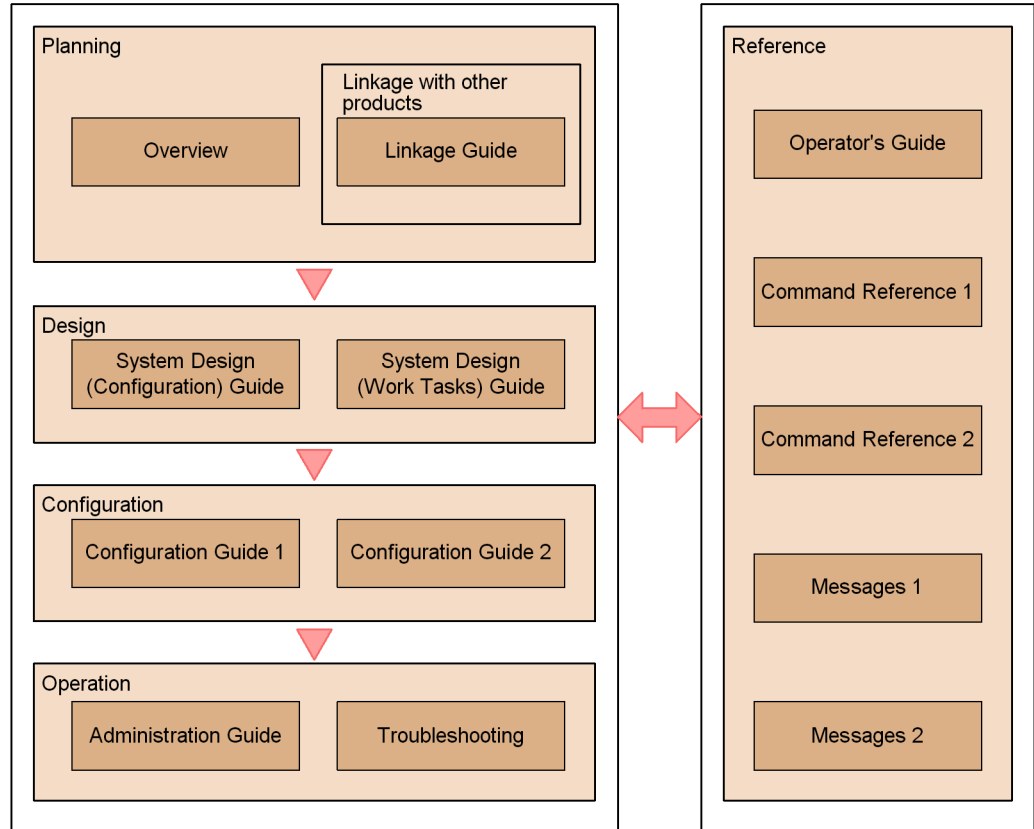 Planning
Linkage with other
products
Overview
Linkage Guide
Design
System Design
(Configuration) Guide
System Design
(Work Tasks) Guide
Configuration
Configuration Guide 1
Configuration Guide 2
Operation
Administration Guide
Troubleshooting
Reference
Operator's Guide
Command Reference 1
Command Reference 2
Messages 1
Messages 2